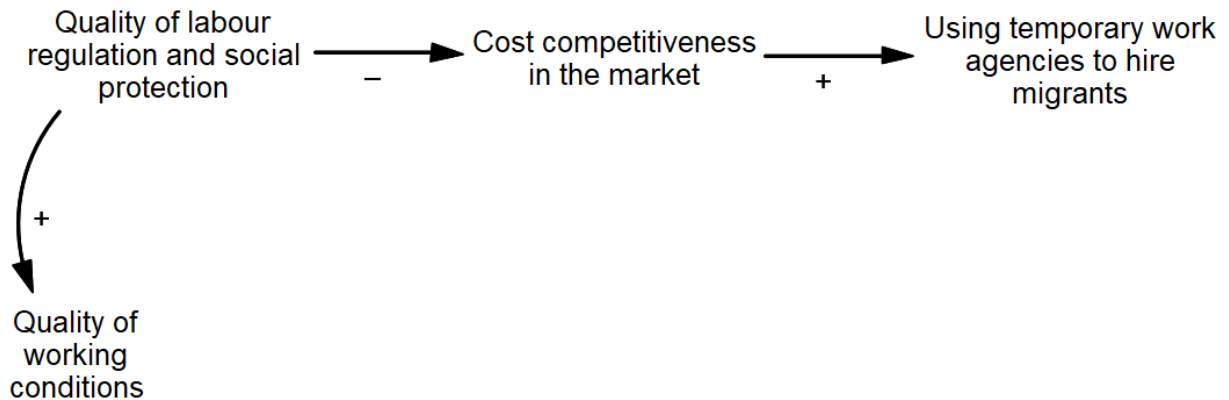 Quality of labour
regulation and social
protection
–
Cost competitiveness
in the market
+
Using temporary work
agencies to hire
migrants
+
Quality of
working
conditions